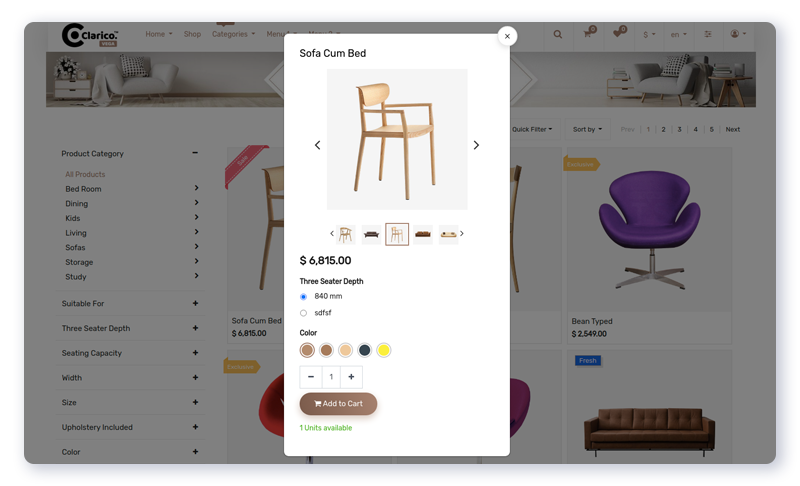 Clarico.™
VEGA
Home
Shop
Categories
0
0
$
en
Sofa Cum Bed
Quick Filter
Sort by
Prev
1
2
3
4
5
Next
Product Category
All Products
Bed Room
Dining
Kids
Living
Sofas
Storage
Study
Suitable For
Three Seater Depth
Seating Capacity
Width
Size
Upholstery Included
Color
Sale
Sofa Cum Bed
$ 6,815.00
Exclusive
$ 6,815.00
Three Seater Depth
840 mm
sdfsf
Color
1
Add to Cart
1 Units available
Exclusive
Bean Typed
$ 2,549.00
Fresh